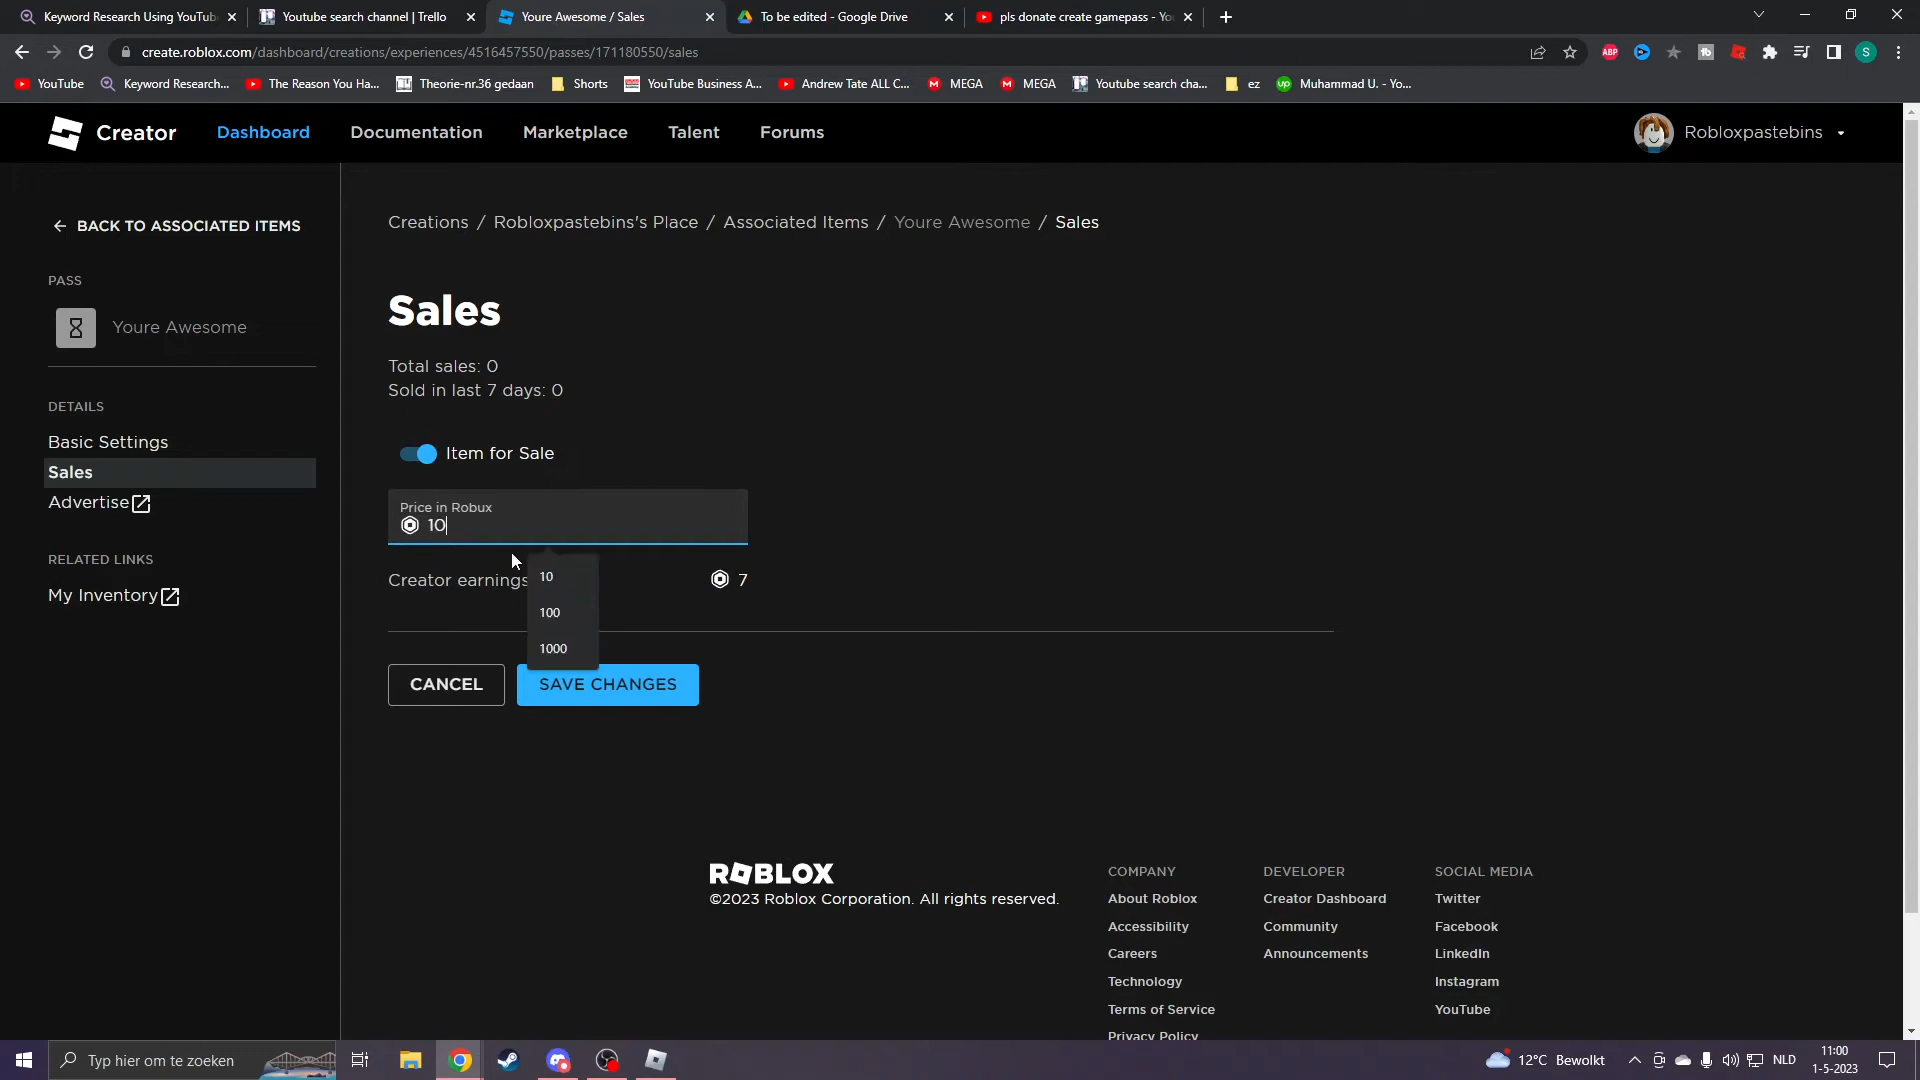 Keyword Research Using YouTub
Youtube search channel | Trello
Youre Awesome / Sales
To be edited - Google Drive
pls donate create gamepass - Yo
create.roblox.com/dashboard/creations/experiences/4516457550/passes/171180550/sales
ABP
S
YouTube
Keyword Research...
The Reason You Ha...
Theorie-nr.36 gedaan
Shorts
YouTube Business A...
Andrew Tate ALL C...
MEGA
MEGA
Youtube search cha...
ez
Muhammad U. - Yo...
Creator
Dashboard
Documentation
Marketplace
Talent
Forums
Robloxpastebins
BACK TO ASSOCIATED ITEMS
PASS
Youre Awesome
DETAILS
Basic Settings
Sales
Advertise
RELATED LINKS
My Inventory
Creations / Robloxpastebins's Place / Associated Items / Youre Awesome / Sales
Sales
Total sales: 0
Sold in last 7 days: 0
Item for Sale
Price in Robux
10
Creator earnings
7
10
100
1000
CANCEL
SAVE CHANGES
ROBLOX
©2023 Roblox Corporation. All rights reserved.
COMPANY
About Roblox
Accessibility
Careers
Technology
Terms of Service
Privacy Policy
DEVELOPER
Creator Dashboard
Community
Announcements
SOCIAL MEDIA
Twitter
Facebook
LinkedIn
Instagram
YouTube
Typ hier om te zoeken
12°C Bewolkt
NLD
11:00
1-5-2023